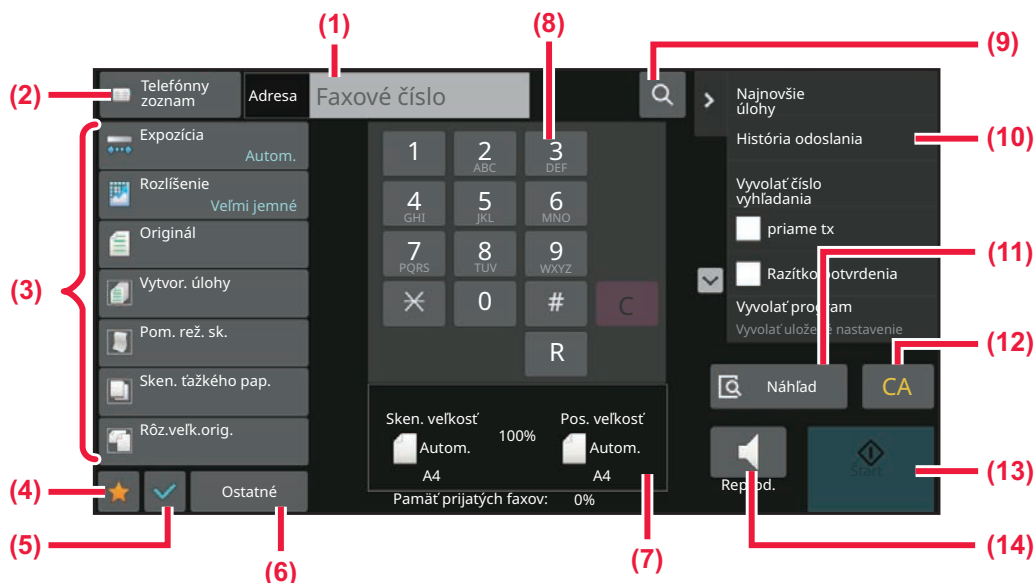 (1)
(8)
(9)
(2)
Telefónny
zoznam
Adresa
Faxové číslo
Najnovšie
úlohy
(10)
História odoslania
(3)
Expozícia
Autom.
Rozlíšenie
Veľmi jemné
Originál
Vytvor. úlohy
Pom. rež. sk.
Sken. ťažkého pap.
Rôz.veľk.orig.
1
2
ABC
3
DEF
4
GHI
5
JKL
6
MNO
7
PQRS
8
TUV
9
WXYZ
0
#
C
R
Vyvolať číslo
vyhľadania
priame tx
(11)
Razítko potvrdenia
Vyvolať program
Vyvolať uložené nastavenie
(12)
Náhľad
CA
Sken. veľkosť
100%
Pos. veľkosť
Autom.
A4
Autom.
A4
Pamäť prijatých faxov: 0%
Reprod.
Štart
(13)
(4)
(5)
Ostatné
(6)
(7)
(14)